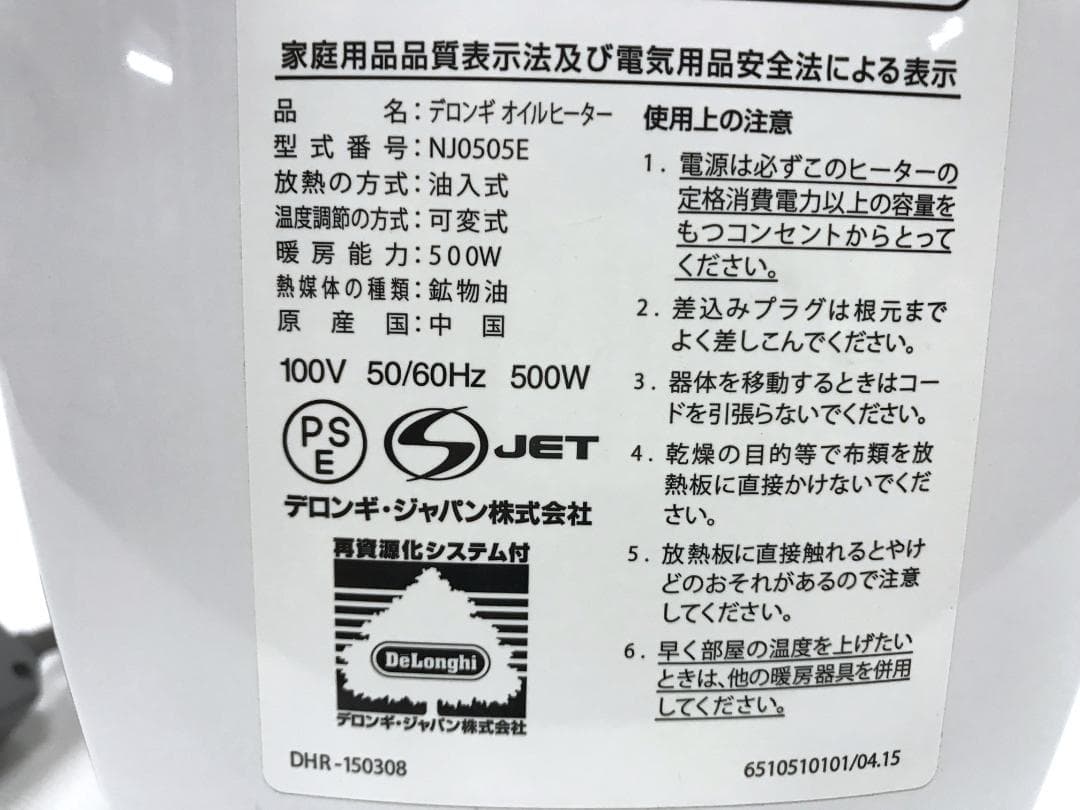 家庭用品品質表示法及び電気用品安全法による表示
品名：デロンギ オイルヒーター
型式番号：NJ0505E
放熱の方式：油入式
温度調節の方式：可変式
暖房能力：500W
熱媒体の種類：鉱物油
原産国：中国
100V 50/60Hz 500W
PS
E
JET
デロンギ・ジャパン株式会社
再資源化システム付
DeLonghi
デロンギ・ジャパン株式会社
DHR-150308
使用上の注意
1. 電源は必ずこのヒーターの
定格消費電力以上の容量を
もつコンセントからとって
ください。
2. 差込みプラグは根元まで
よく差しこんでください。
3. 器体を移動するときはコー
ドを引張らないでください。
4. 乾燥の目的等で布類を放
熱板に直接かけないでくだ
さい。
5. 放熱板に直接触れるとやけ
どのおそれがあるので注意
してください。
6. 早く部屋の温度を上げたい
ときは、他の暖房器具を併用
してください。
6510510101/04.15